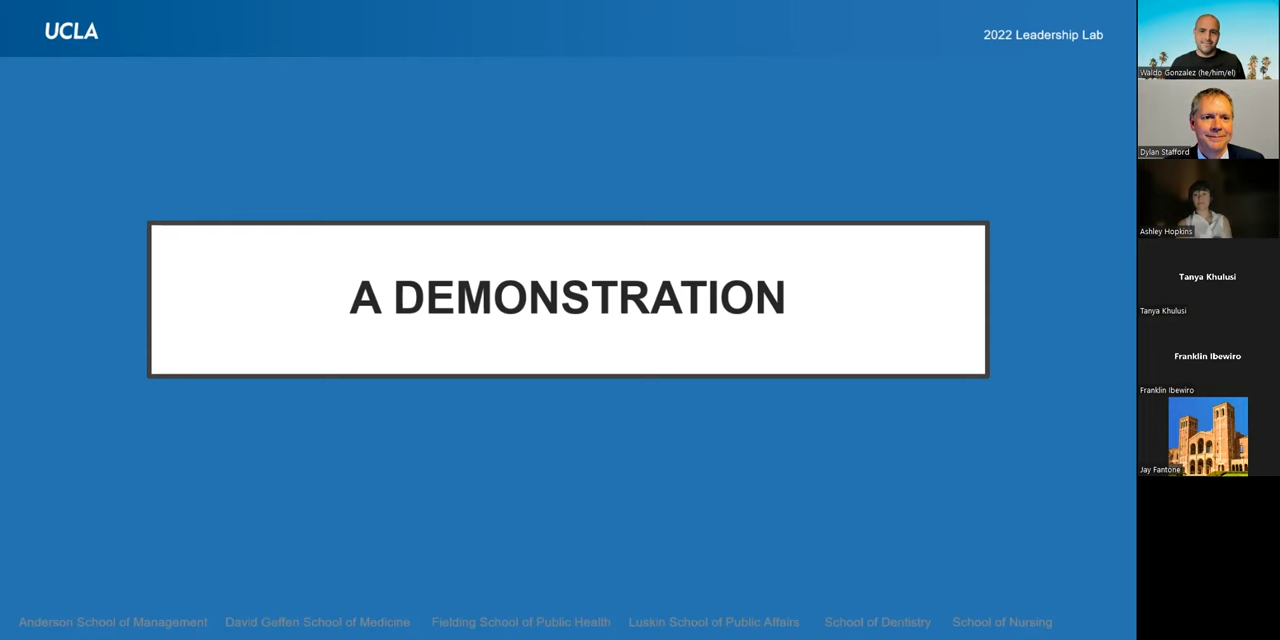 UCLA
2022 Leadership Lab
A DEMONSTRATION
Anderson School of Management David Geffen School of Medicine Fielding School of Public Health Luskin School of Public Affairs School of Dentistry School of Nursing
Waldo Gonzalez (he/him/el)
Dylan Stafford
Ashley Hopkins
Tanya Khulusi
Tanya Khulusi
Franklin Ibewiro
Franklin Ibewiro
Jay Fantone